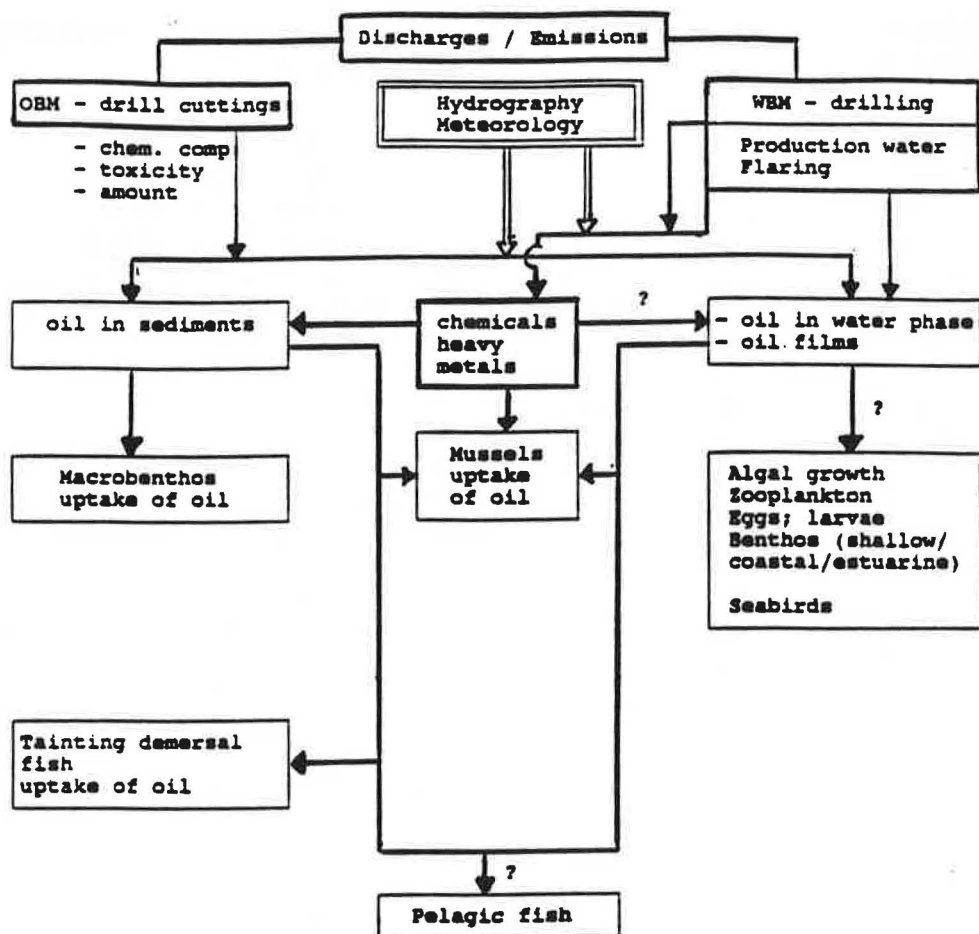 Discharges / Emissions
OBM - drill cuttings
- chem. comp
- toxicity
- amount
Hydrography
Meteorology
WBM - drilling
Production water
Flaring
oil in sediments
chemicals
heavy
metals
?
- oil in water phase
- oil films
?
Macrobenthos
uptake of oil
Mussels
uptake
of oil
Algal growth
Zooplankton
Eggs; larvae
Benthos (shallow/
coastal/estuarine)
Seabirds
Tainting demersal
fish
uptake of oil
?
Pelagic fish